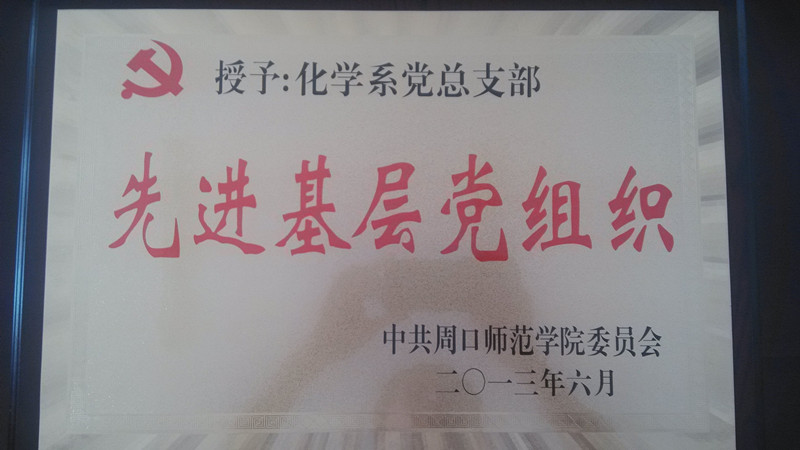 授予:化学系党总支部
先进基层党组织
中共周口师范学院委员会
二〇一三年六月